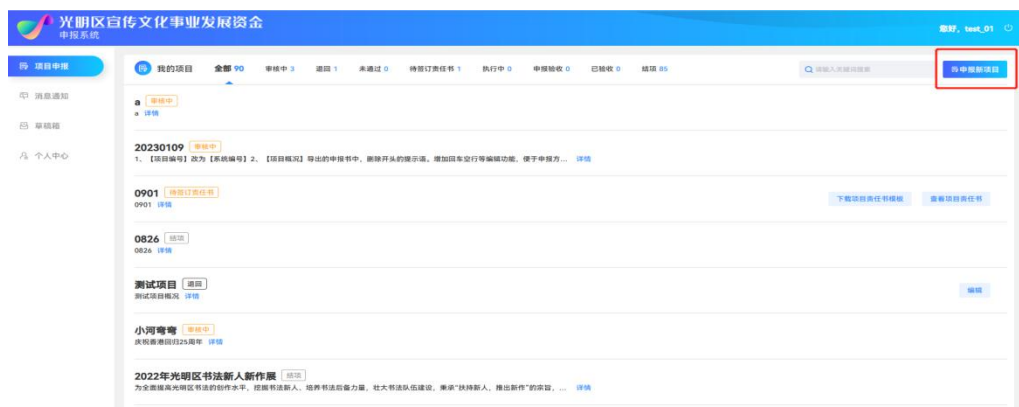 光明区宣传文化事业发展资金
申报系统
您好，test_01
项目申报
消息通知
草稿箱
个人中心
我的项目 全部 90 审核中 3 退回 1 未通过 0 待签订责任书 1 执行中 0 申报验收 0 已验收 0 结项 85
请输入关键词搜索
申报新项目
a 审核中
a 详情
20230109 审核中
1、【项目编号】改为【系统编号】2、【项目概况】导出的申报书中，删除开头的提示语。增加回车空行等编辑功能，便于申报方... 详情
0901 待签订责任书
0901 详情
下载项目责任书模板 查看项目责任书
0826 结项
0826 详情
测试项目 退回
测试项目概况 详情
编辑
小河弯弯 审核中
庆祝香港回归25周年 详情
2022年光明区书法新人新作展 结项
为全面提高光明区书法的创作水平，挖掘书法新人、培养书法后备力量，壮大书法队伍建设，秉承“扶持新人，推出新作”的宗旨，... 详情